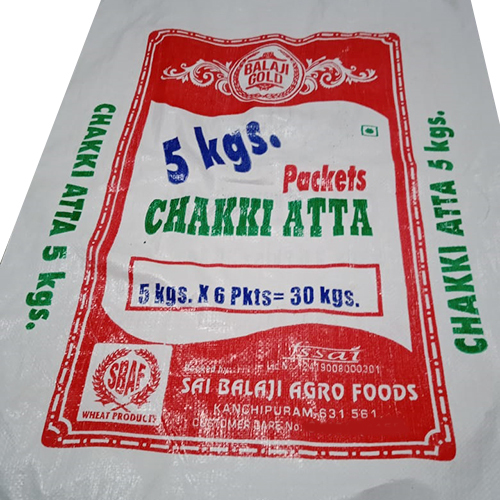 BALAJI
GOLD
5 kgs.
Packets
CHAKKI ATTA
5 kgs. X 6 Pkts= 30 kgs.
CHAKKI ATTA 5 kgs.
CHAKKI ATTA 5 kgs.
fssai
SBAF
WHEAT PRODUCTS
SAI BALAJI AGRO FOODS
KANCHIPURAM, 631 561
CUSTOMER CARE No.